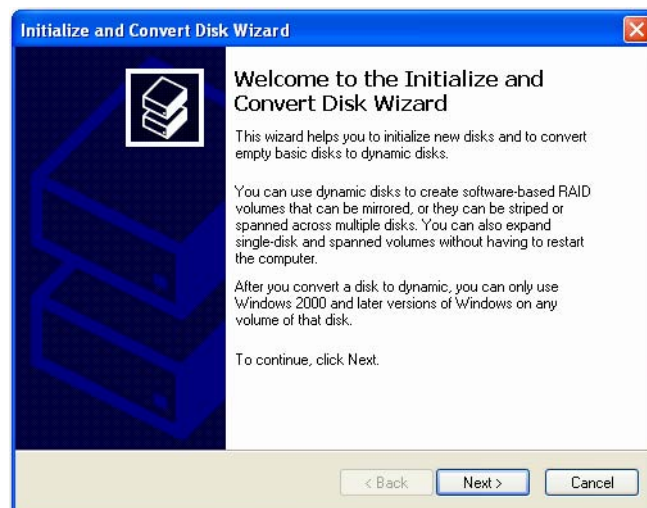 Initialize and Convert Disk Wizard
Welcome to the Initialize and
Convert Disk Wizard
This wizard helps you to initialize new disks and to convert
empty basic disks to dynamic disks.
You can use dynamic disks to create software-based RAID
volumes that can be mirrored, or they can be striped or
spanned across multiple disks. You can also expand
single-disk and spanned volumes without having to restart
the computer.
After you convert a disk to dynamic, you can only use
Windows 2000 and later versions of Windows on any
volume of that disk.
To continue, click Next.
< Back Next > Cancel